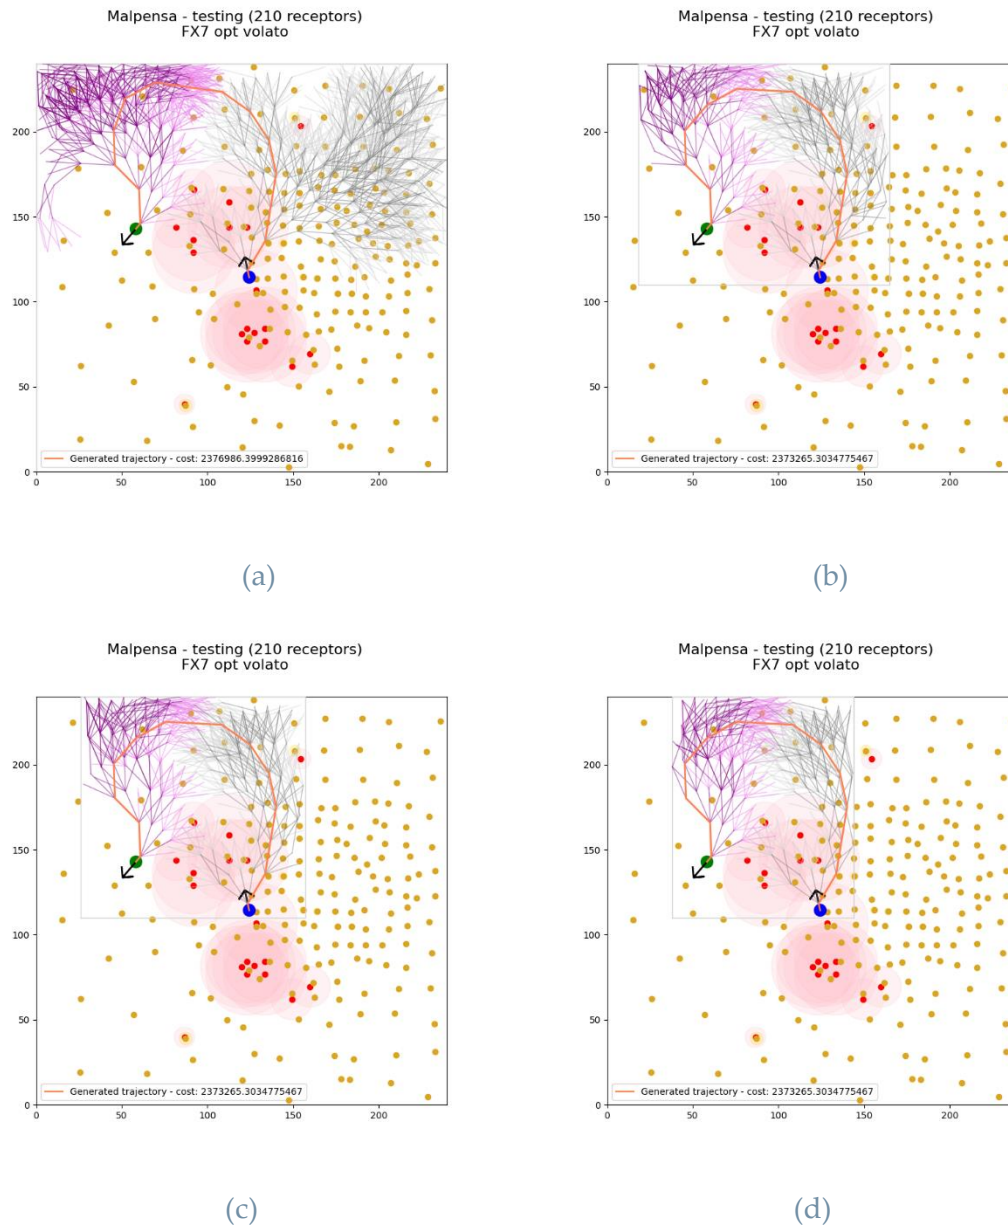 Malpensa - testing (210 receptors)
FX7 opt volato
200
150
100
50
0
0 50 100 150 200
Generated trajectory - cost: 2376986.3999286816
(a)
Malpensa - testing (210 receptors)
FX7 opt volato
200
150
100
50
0
0 50 100 150 200
Generated trajectory - cost: 2373265.3034775467
(b)
Malpensa - testing (210 receptors)
FX7 opt volato
200
150
100
50
0
0 50 100 150 200
Generated trajectory - cost: 2373265.3034775467
(c)
Malpensa - testing (210 receptors)
FX7 opt volato
200
150
100
50
0
0 50 100 150 200
Generated trajectory - cost: 2373265.3034775467
(d)